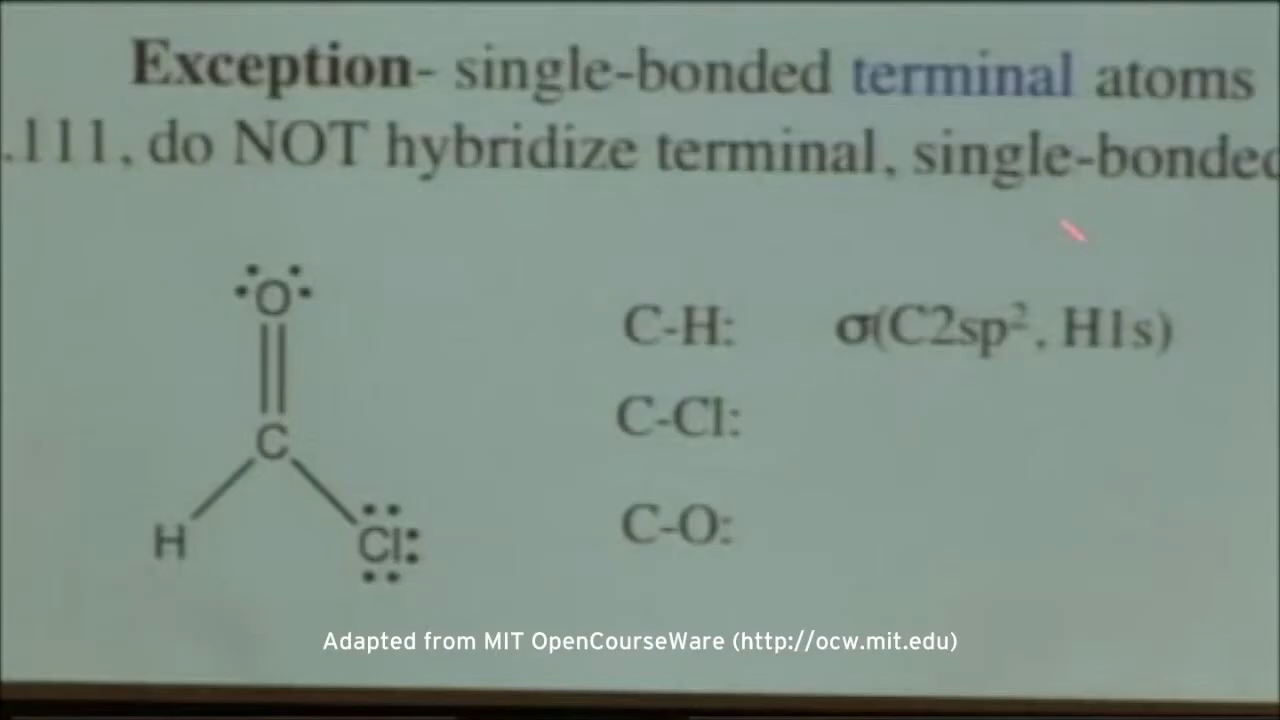 Exception- single-bonded terminal atoms
.111, do NOT hybridize terminal, single-bonded
O
C
H
Cl
C-H: σ(C2sp², H1s)
C-Cl:
C-O:
Adapted from MIT OpenCourseWare (http://ocw.mit.edu)